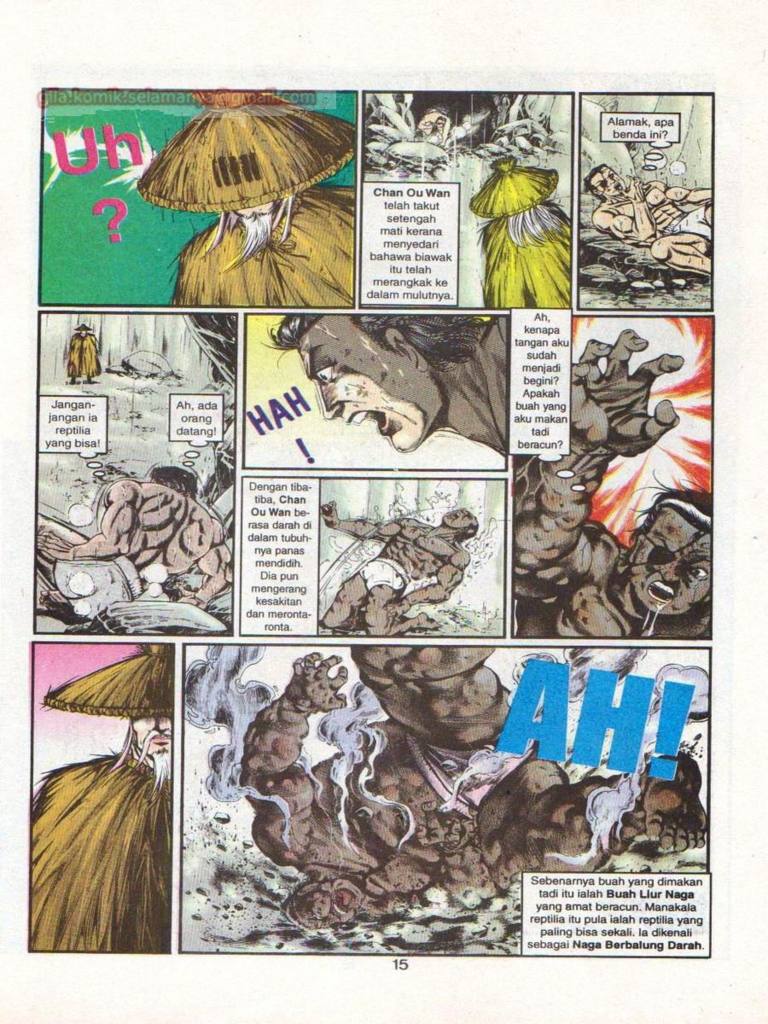 gila.komik.selamanya@gmail.com
Uh
?
Chan Ou Wan
telah takut
setengah
mati kerana
menyedari
bahawa biawak
itu telah
merangkak ke
dalam mulutnya.
Alamak, apa
benda ini?
Jangan-
jangan ia
reptilia
yang bisa!
Ah, ada
orang
datang!
HAH
!
Ah,
kenapa
tangan aku
sudah
menjadi
begini?
Apakah
buah yang
aku makan
tadi
beracun?
Dengan tiba-
tiba, Chan
Ou Wan be-
rasa darah di
dalam tubuh-
nya panas
mendidih.
Dia pun
mengerang
kesakitan
dan meronta-
ronta.
AH!
Sebenarnya buah yang dimakan
tadi itu ialah Buah LIur Naga
yang amat beracun. Manakala
reptilia itu pula ialah reptilia yang
paling bisa sekali. Ia dikenali
sebagai Naga Berbalung Darah.
15